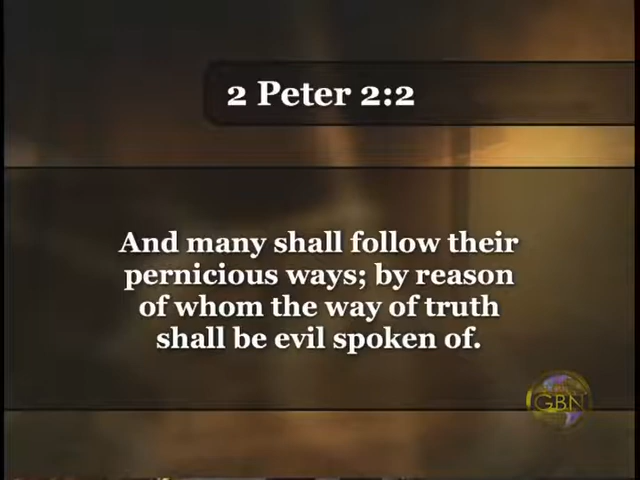 2 Peter 2:2
And many shall follow their
pernicious ways; by reason
of whom the way of truth
shall be evil spoken of.
GBN